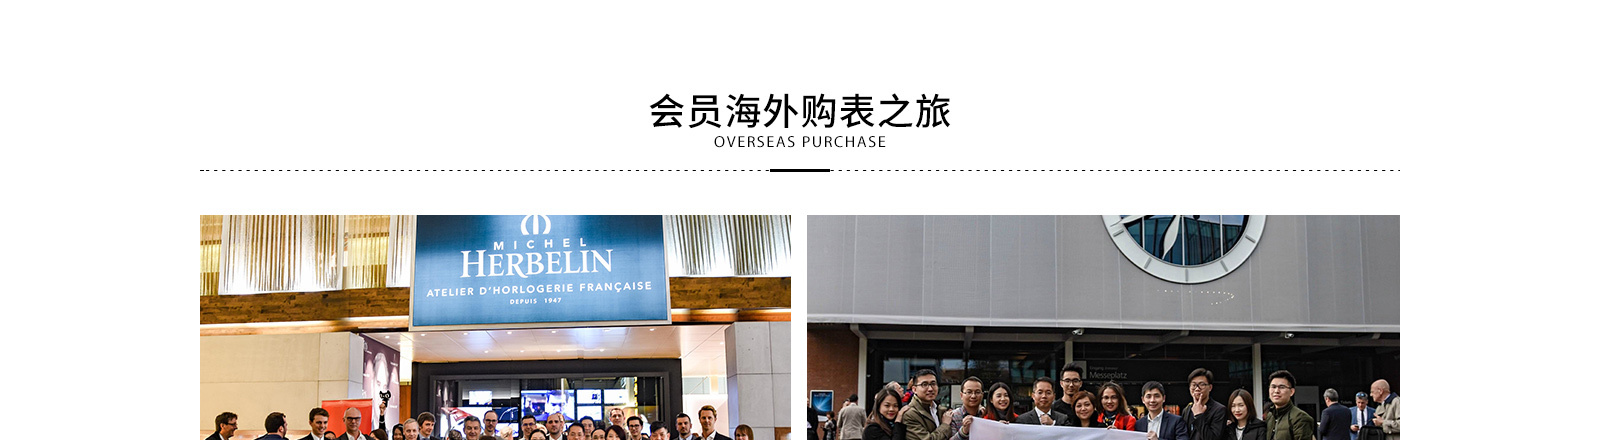 会员海外购表之旅
OVERSEAS PURCHASE
MICHEL
HERBELIN
ATELIER D'HORLOGERIE FRANÇAISE
DEPUIS 1947
Messeplatz